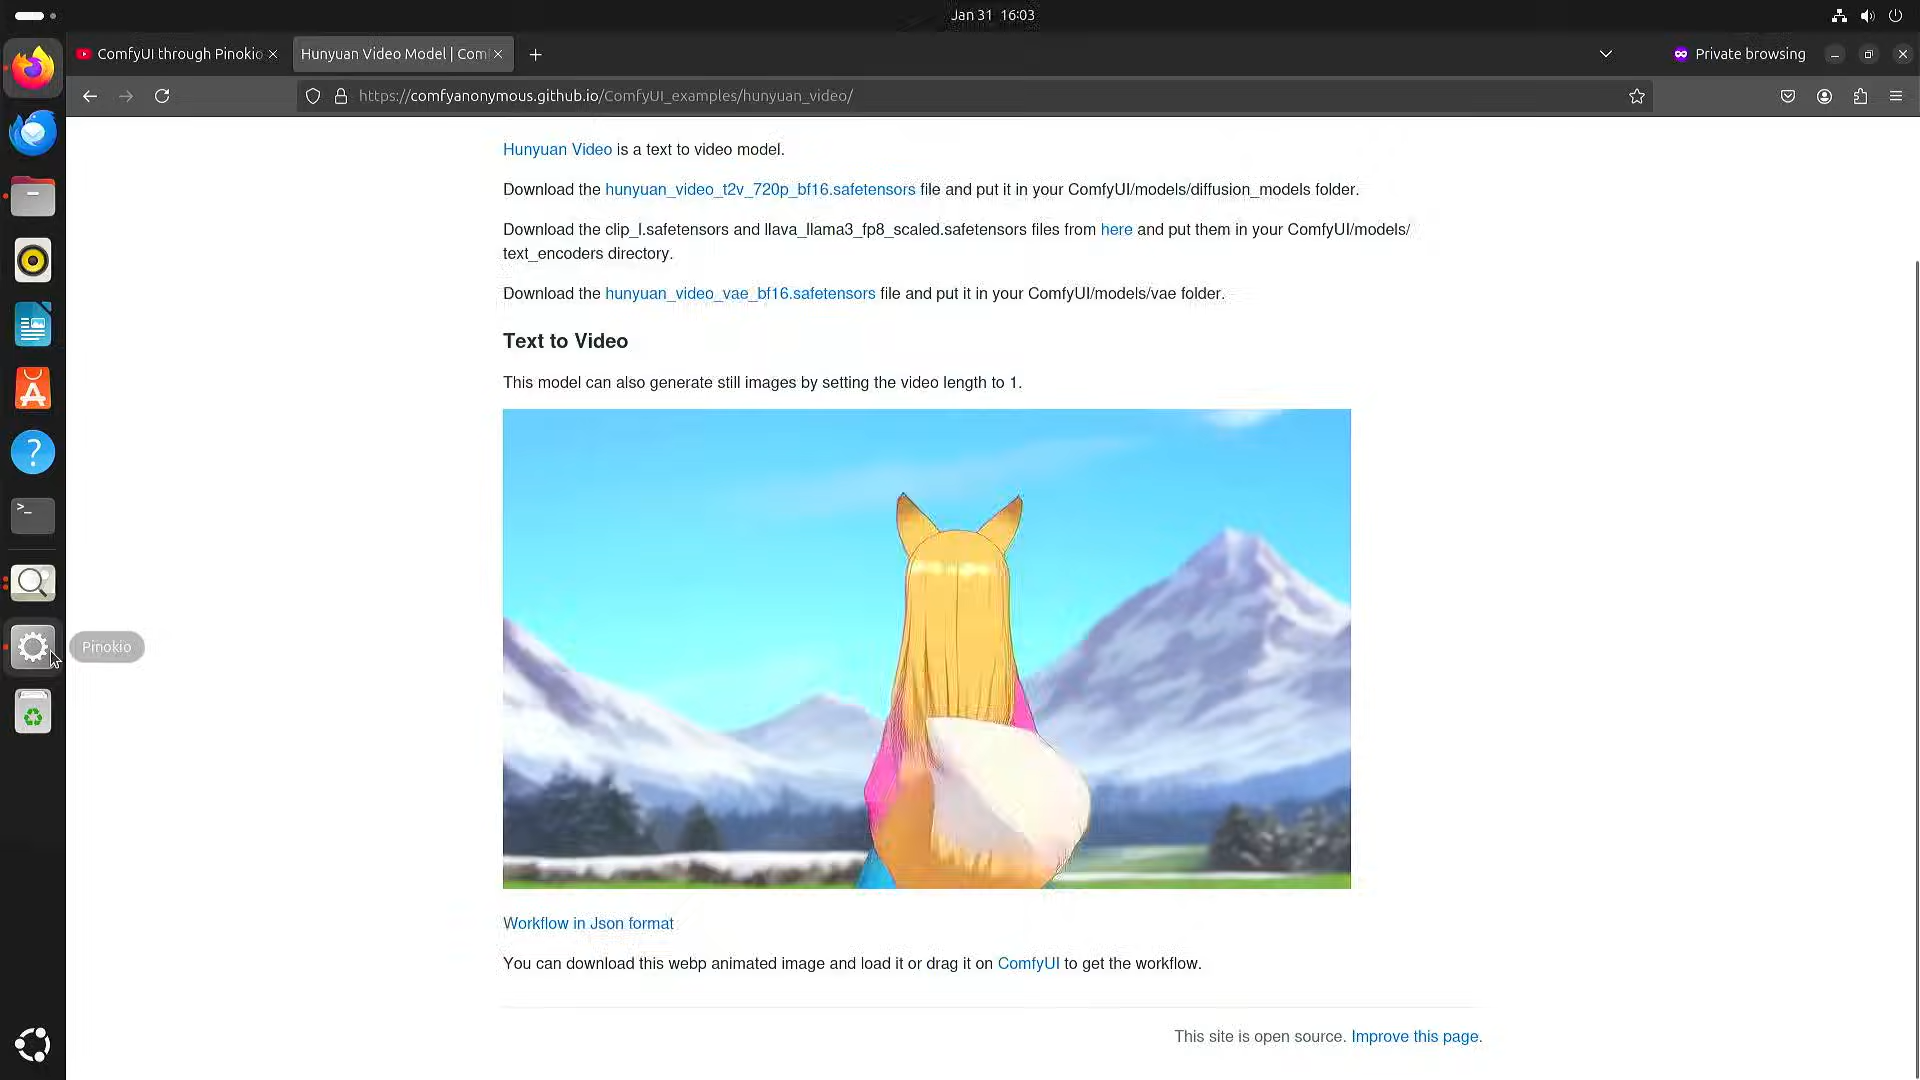 Jan 31 16:03
ComfyUI through Pinokio
Hunyuan Video Model | Com
Private browsing
https://comfyanonymous.github.io/ComfyUI_examples/hunyuan_video/
Hunyuan Video is a text to video model.
Download the hunyuan_video_t2v_720p_bf16.safetensors file and put it in your ComfyUI/models/diffusion_models folder.
Download the clip_l.safetensors and llava_llama3_fp8_scaled.safetensors files from here and put them in your ComfyUI/models/
text_encoders directory.
Download the hunyuan_video_vae_bf16.safetensors file and put it in your ComfyUI/models/vae folder.
Text to Video
This model can also generate still images by setting the video length to 1.
Pinokio
Workflow in Json format
You can download this webp animated image and load it or drag it on ComfyUI to get the workflow.
This site is open source. Improve this page.